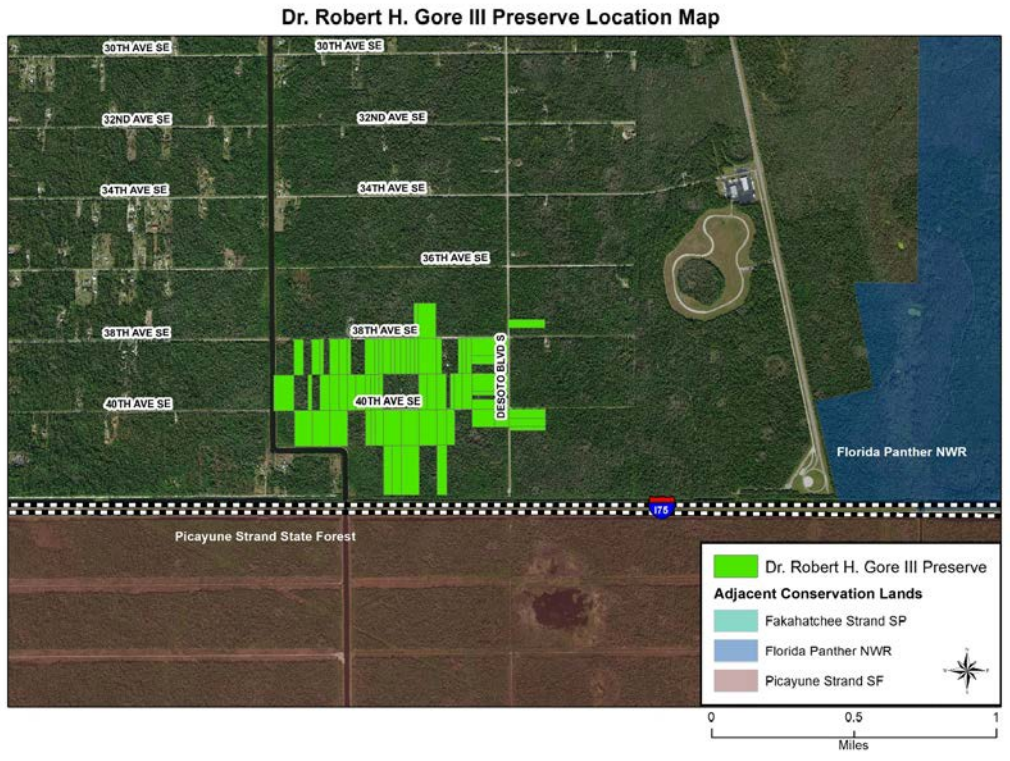 Dr. Robert H. Gore III Preserve Location Map
30TH AVE SE
30TH AVE SE
32ND AVE SE
32ND AVE SE
34TH AVE SE
34TH AVE SE
36TH AVE SE
38TH AVE SE
38TH AVE SE
DESOTO BLVD S
40TH AVE SE
40TH AVE SE
Florida Panther NWR
I75
Picayune Strand State Forest
Dr. Robert H. Gore III Preserve
Adjacent Conservation Lands
Fakahatchee Strand SP
Florida Panther NWR
Picayune Strand SF
0 0.5 1
Miles